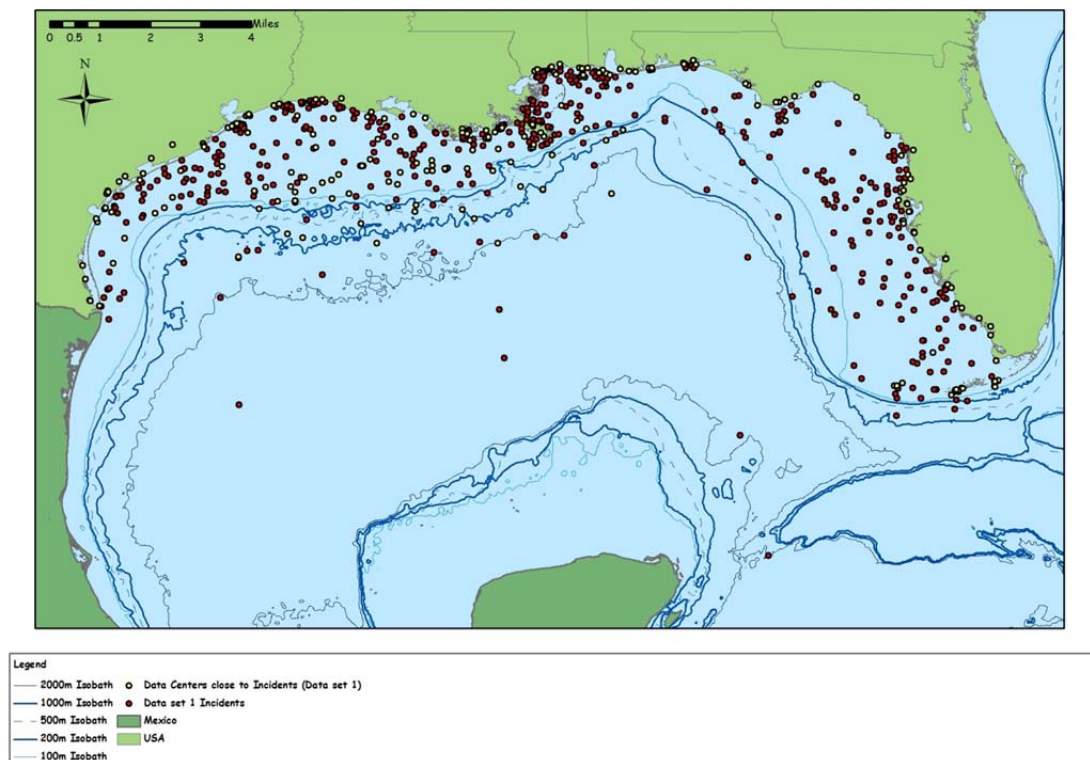 Miles
0 0.5 1 2 3 4
N
Legend
2000m Isobath Data Centers close to Incidents (Data set 1)
1000m Isobath Data set 1 Incidents
500m Isobath Mexico
200m Isobath USA
100m Isobath